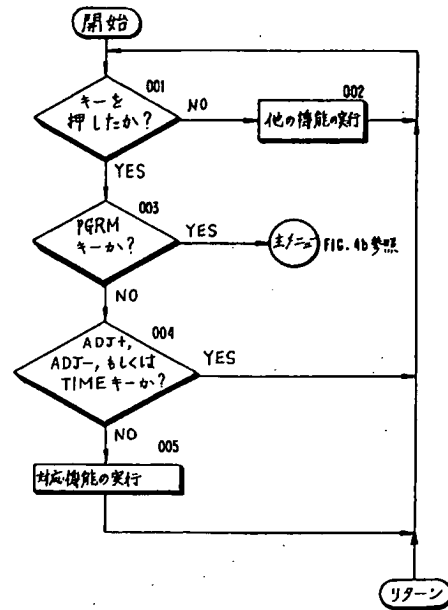 開始
001
キーを
押したか?
NO
002
他の機能の実行
YES
003
PGRM
キーか?
YES
主メニュー
FIG.4b参照
NO
004
ADJ+,
ADJ-,もしくは
TIMEキーか?
YES
NO
005
対応機能の実行
リターン